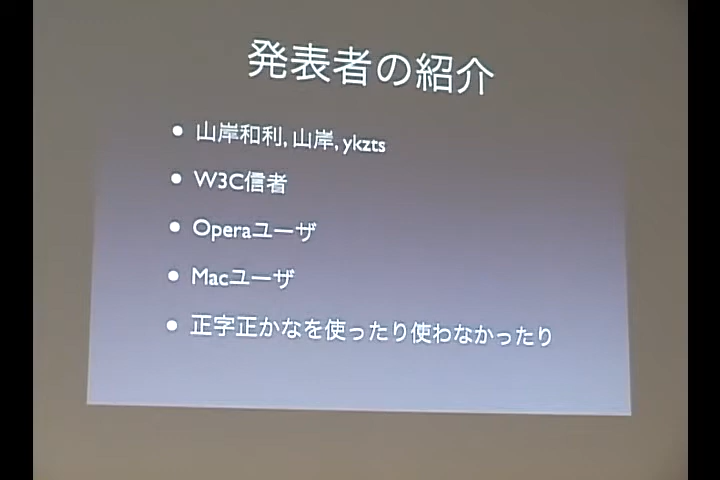 発表者の紹介
• 山岸和利, 山岸, ykzts
• W3C信者
• Operaユーザ
• Macユーザ
• 正字正かなを使ったり使わなかったり